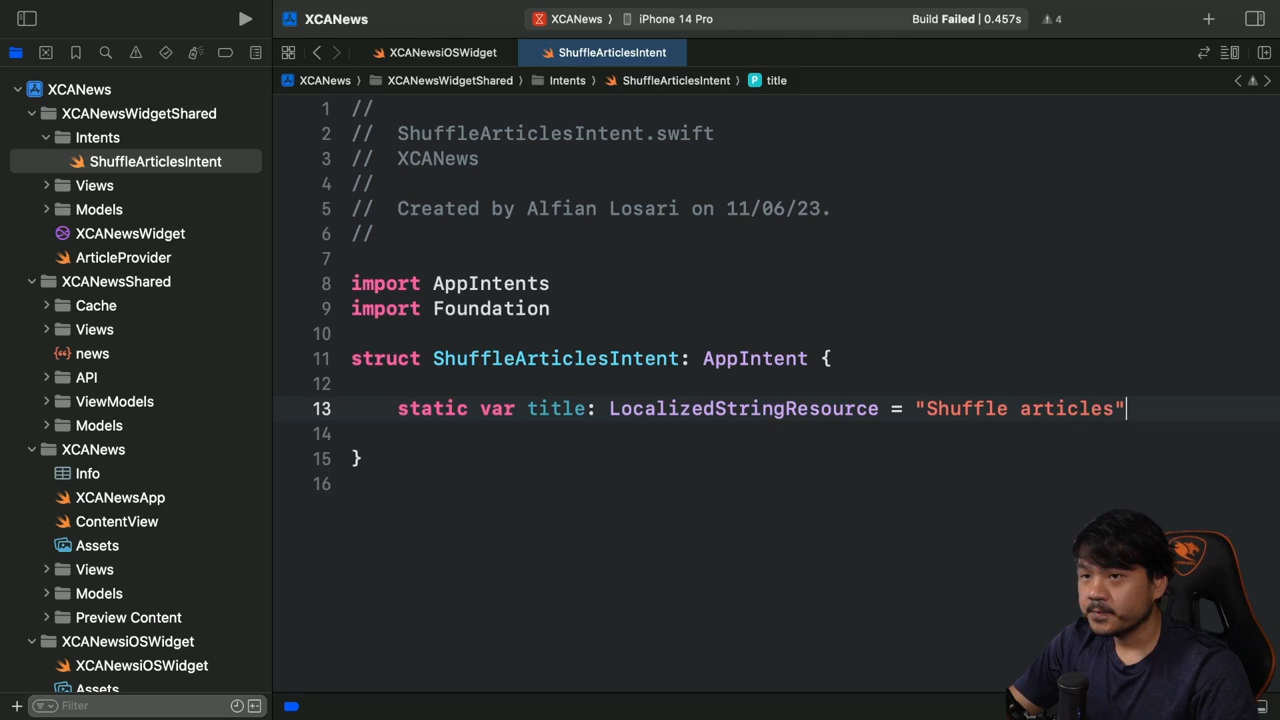 XCANews
XCANews 〉 iPhone 14 Pro
Build Failed | 0.457s
4
XCANewsiOSWidget
ShuffleArticlesIntent
XCANews 〉 XCANewsWidgetShared 〉 Intents 〉 ShuffleArticlesIntent 〉 P title
XCANews
XCANewsWidgetShared
Intents
ShuffleArticlesIntent
Views
Models
XCANewsWidget
ArticleProvider
XCANewsShared
Cache
Views
news
API
ViewModels
Models
XCANews
Info
XCANewsApp
ContentView
Assets
Views
Models
Preview Content
XCANewsiOSWidget
XCANewsiOSWidget
Assets
Filter
1 //
2 //  ShuffleArticlesIntent.swift
3 //  XCANews
4 //
5 //  Created by Alfian Losari on 11/06/23.
6 //
7
8 import AppIntents
9 import Foundation
10
11 struct ShuffleArticlesIntent: AppIntent {
12
13     static var title: LocalizedStringResource = "Shuffle articles"
14
15 }
16